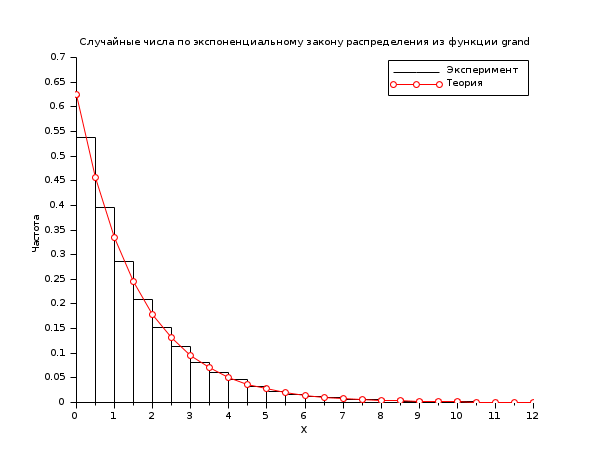 Случайные числа по экспоненциальному закону распределения из функции grand
Эксперимент
Теория
0.7
0.65
0.6
0.55
0.5
0.45
0.4
0.35
0.3
0.25
0.2
0.15
0.1
0.05
0
Частота
0 1 2 3 4 5 6 7 8 9 10 11 12
X